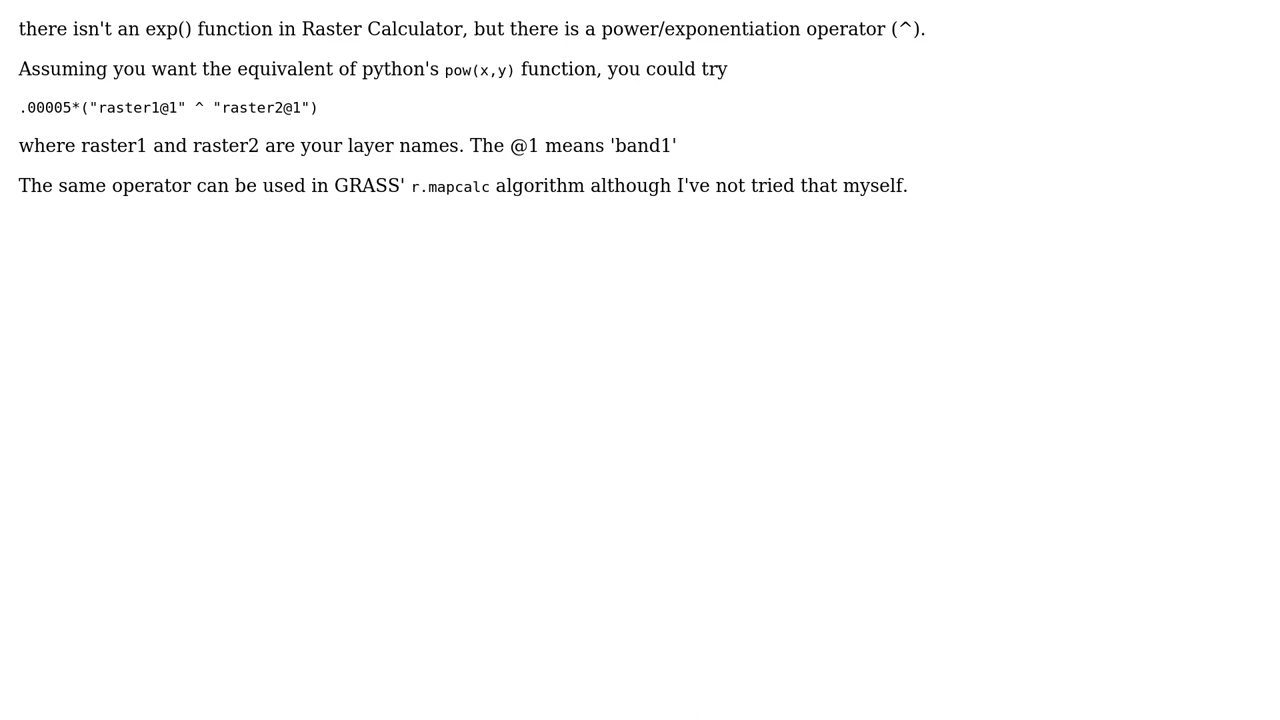 there isn't an exp() function in Raster Calculator, but there is a power/exponentiation operator (^).
Assuming you want the equivalent of python's pow(x,y) function, you could try
.00005*("raster1@1" ^ "raster2@1")
where raster1 and raster2 are your layer names. The @1 means 'band1'
The same operator can be used in GRASS' r.mapcalc algorithm although I've not tried that myself.